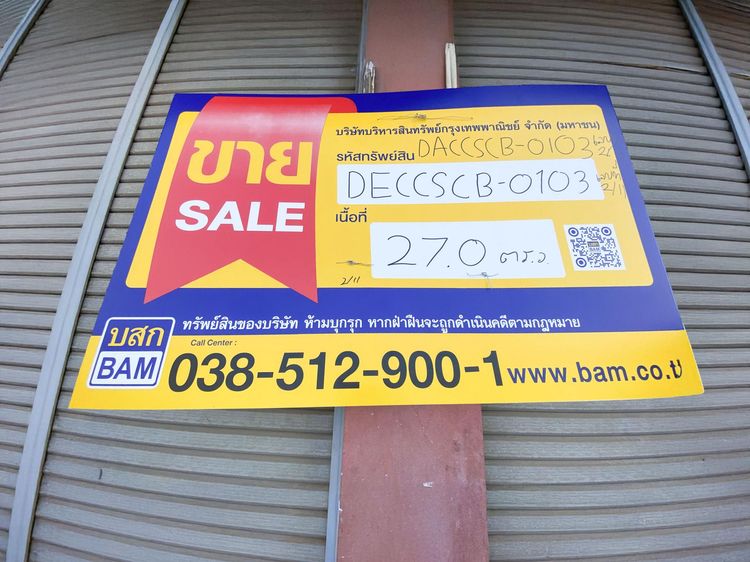 ขาย
SALE
บริษัทบริหารสินทรัพย์กรุงเทพพาณิชย์ จำกัด (มหาชน)
รหัสทรัพย์สิน DACCSCB-0103
DECCSCB-0103
เนื้อที่
27.0 ตร.ว
2/11
ทรัพย์สินของบริษัท ห้ามบุกรุก หากฝ่าฝืนจะถูกดำเนินคดีตามกฎหมาย
บสก
BAM
Call Center :
038-512-900-1
www.bam.co.t